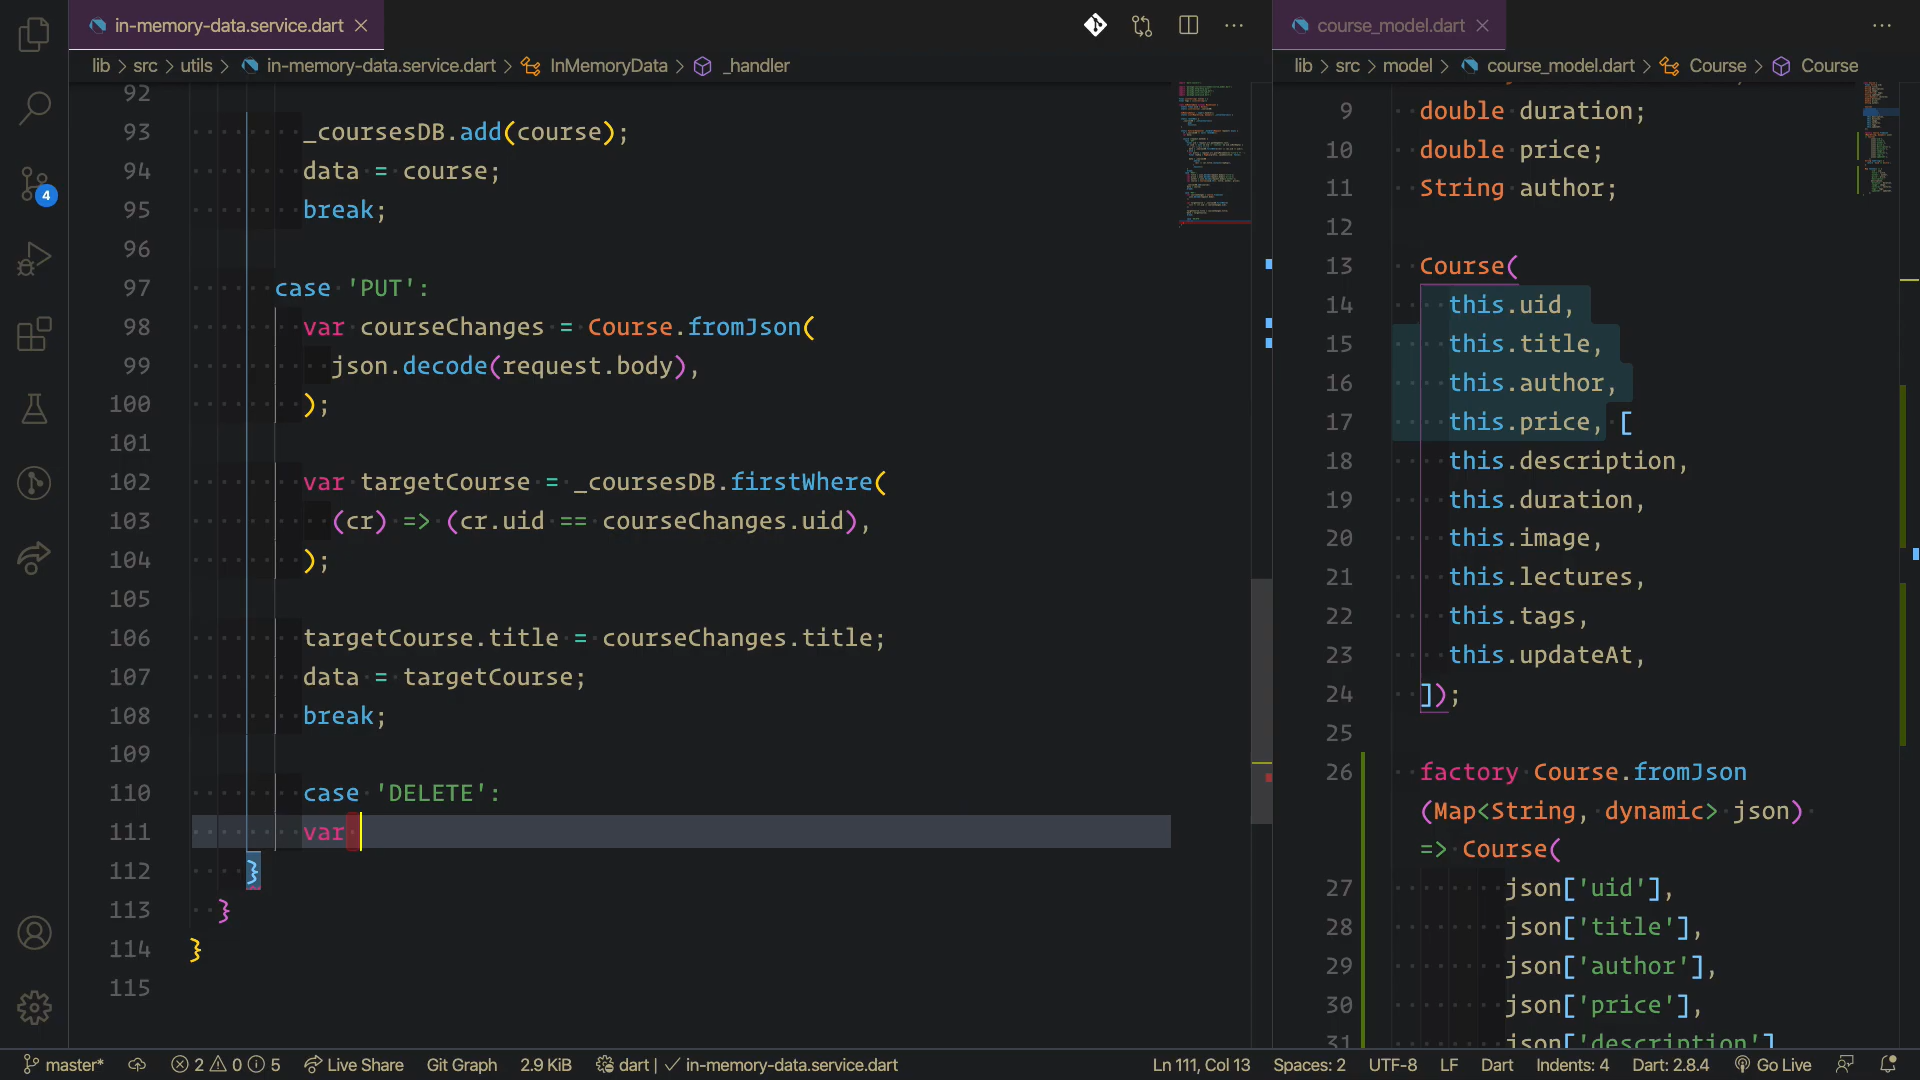 in-memory-data.service.dart
lib > src > utils > in-memory-data.service.dart > InMemoryData > _handler
92
93 _coursesDB.add(course);
94 data = course;
95 break;
96
97 case 'PUT':
98 var courseChanges = Course.fromJson(
99 json.decode(request.body),
100 );
101
102 var targetCourse = _coursesDB.firstWhere(
103 (cr) => (cr.uid == courseChanges.uid),
104 );
105
106 targetCourse.title = courseChanges.title;
107 data = targetCourse;
108 break;
109
110 case 'DELETE':
111 var
112 }
113 }
114 }
115
course_model.dart
lib > src > model > course_model.dart > Course > Course
9 double duration;
10 double price;
11 String author;
12
13 Course(
14 this.uid,
15 this.title,
16 this.author,
17 this.price, [
18 this.description,
19 this.duration,
20 this.image,
21 this.lectures,
22 this.tags,
23 this.updateAt,
24 ]);
25
26 factory Course.fromJson
(Map<String, dynamic> json)
=> Course(
27 json['uid'],
28 json['title'],
29 json['author'],
30 json['price'],
31 json['description']
4
master* 2 0 5 Live Share Git Graph 2.9 KiB dart | ✓ in-memory-data.service.dart Ln 111, Col 13 Spaces: 2 UTF-8 LF Dart Indents: 4 Dart: 2.8.4 Go Live